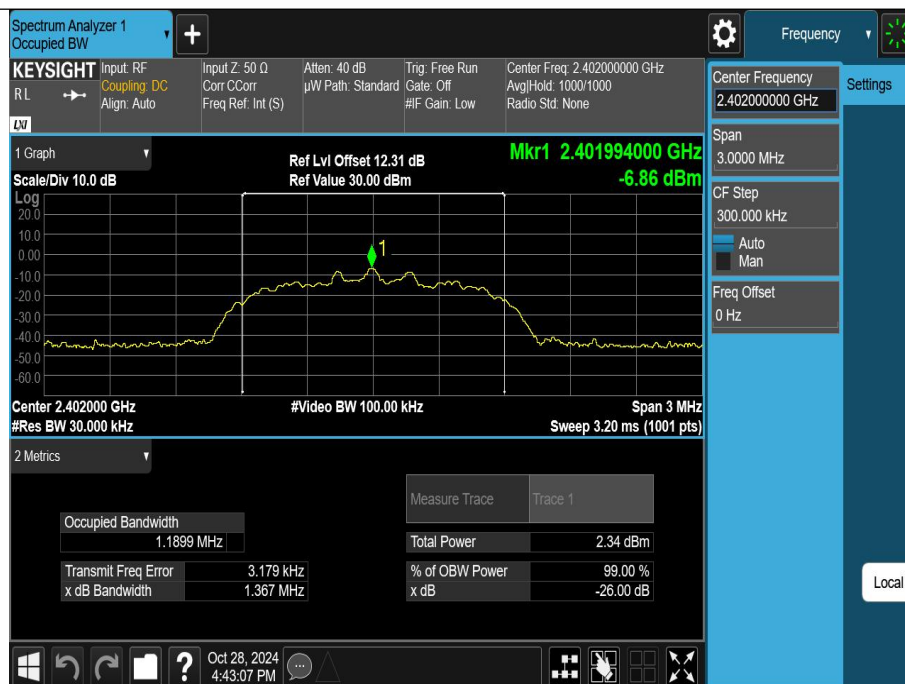 Spectrum Analyzer 1
Occupied BW
+
Frequency
KEYSIGHT
RL
LXI
Input: RF
Coupling: DC
Align: Auto
Input Z: 50 Ω
Corr CCorr
Freq Ref: Int (S)
Atten: 40 dB
µW Path: Standard
Trig: Free Run
Gate: Off
#IF Gain: Low
Center Freq: 2.402000000 GHz
Avg|Hold: 1000/1000
Radio Std: None
Center Frequency
2.402000000 GHz
Settings
Span
3.0000 MHz
CF Step
300.000 kHz
Auto
Man
Freq Offset
0 Hz
1 Graph
Scale/Div 10.0 dB
Ref Lvl Offset 12.31 dB
Ref Value 30.00 dBm
Mkr1 2.401994000 GHz
-6.86 dBm
Log
20.0
10.0
0.00
-10.0
-20.0
-30.0
-40.0
-50.0
-60.0
1
Center 2.402000 GHz
#Res BW 30.000 kHz
#Video BW 100.00 kHz
Span 3 MHz
Sweep 3.20 ms (1001 pts)
2 Metrics
Measure Trace Trace 1
Occupied Bandwidth
1.1899 MHz
Total Power 2.34 dBm
Transmit Freq Error 3.179 kHz
% of OBW Power 99.00 %
x dB Bandwidth 1.367 MHz
x dB -26.00 dB
Local
?
Oct 28, 2024
4:43:07 PM